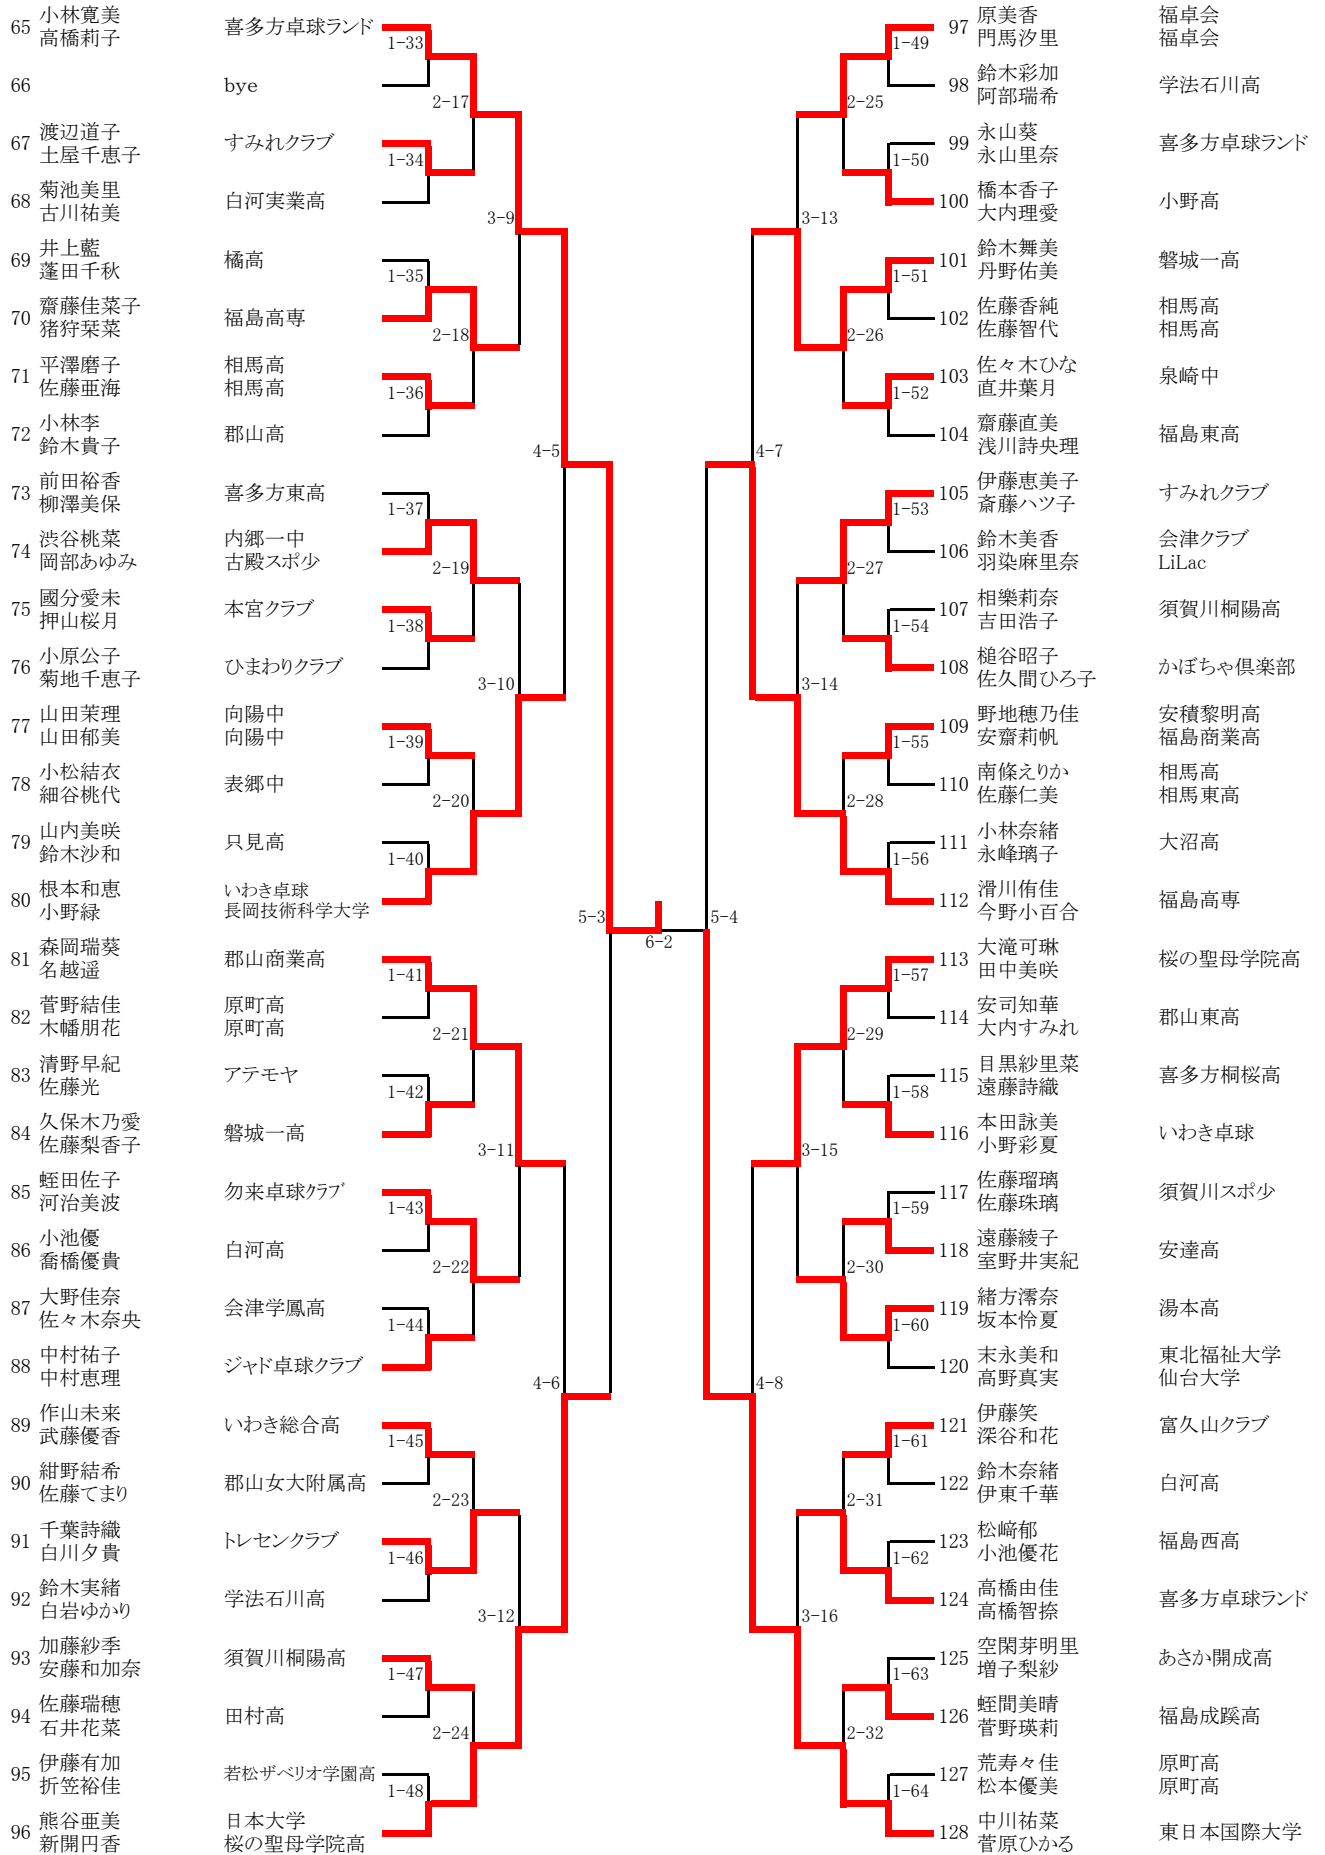 65 小林寛美 高橋莉子 喜多方卓球ランド
1-33
66 bye
2-17
67 渡辺道子 土屋千恵子 すみれクラブ
1-34
68 菊池美里 古川祐美 白河実業高
3-9
69 井上藍 蓬田千秋 橘高
1-35
70 齋藤佳菜子 猪狩栞菜 福島高専
2-18
71 平澤磨子 佐藤亜海 相馬高 相馬高
1-36
72 小林李 鈴木貴子 郡山高
4-5
73 前田裕香 柳澤美保 喜多方東高
1-37
74 渋谷桃菜 岡部あゆみ 内郷一中 古殿スポ少
2-19
75 國分愛未 押山桜月 本宮クラブ
1-38
76 小原公子 菊地千恵子 ひまわりクラブ
3-10
77 山田茉理 山田郁美 向陽中 向陽中
1-39
78 小松結衣 細谷桃代 表郷中
2-20
79 山内美咲 鈴木沙和 只見高
1-40
80 根本和恵 小野緑 いわき卓球 長岡技術科学大学
5-3
81 森岡瑞葵 名越遥 郡山商業高
1-41
82 菅野結佳 木幡朋花 原町高 原町高
2-21
83 清野早紀 佐藤光 アテモヤ
1-42
84 久保木乃愛 佐藤梨香子 磐城一高
3-11
85 蛭田佐子 河治美波 勿来卓球クラブ
1-43
86 小池優 喬橋優貴 白河高
2-22
87 大野佳奈 佐々木奈央 会津学鳳高
1-44
88 中村祐子 中村恵理 ジャド卓球クラブ
4-6
89 作山未来 武藤優香 いわき総合高
1-45
90 紺野結希 佐藤てまり 郡山女大附属高
2-23
91 千葉詩織 白川夕貴 トレセンクラブ
1-46
92 鈴木実緒 白岩ゆかり 学法石川高
3-12
93 加藤紗季 安藤和加奈 須賀川桐陽高
1-47
94 佐藤瑞穂 石井花菜 田村高
2-24
95 伊藤有加 折笠裕佳 若松ザベリオ学園高
1-48
96 熊谷亜美 新開円香 日本大学 桜の聖母学院高
6-2
97 原美香 門馬汐里 福卓会 福卓会
1-49
98 鈴木彩加 阿部瑞希 学法石川高
2-25
99 永山葵 永山里奈 喜多方卓球ランド
1-50
100 橋本香子 大内理愛 小野高
3-13
101 鈴木舞美 丹野佑美 磐城一高
1-51
102 佐藤香純 佐藤智代 相馬高 相馬高
2-26
103 佐々木ひな 直井葉月 泉崎中
1-52
104 齋藤直美 浅川詩央理 福島東高
4-7
105 伊藤恵美子 斎藤ハツ子 すみれクラブ
1-53
106 鈴木美香 羽染麻里奈 会津クラブ LiLac
2-27
107 相樂莉奈 吉田浩子 須賀川桐陽高
1-54
108 槌谷昭子 佐久間ひろ子 かぼちゃ倶楽部
3-14
109 野地穂乃佳 安齋莉帆 安積黎明高 福島商業高
1-55
110 南條えりか 佐藤仁美 相馬高 相馬東高
2-28
111 小林奈緒 永峰璃子 大沼高
1-56
112 滑川侑佳 今野小百合 福島高専
5-4
113 大滝可琳 田中美咲 桜の聖母学院高
1-57
114 安司知華 大内すみれ 郡山東高
2-29
115 目黒紗里菜 遠藤詩織 喜多方桐桜高
1-58
116 本田詠美 小野彩夏 いわき卓球
3-15
117 佐藤瑠璃 佐藤珠璃 須賀川スポ少
1-59
118 遠藤綾子 室野井実紀 安達高
2-30
119 緒方澪奈 坂本怜夏 湯本高
1-60
120 末永美和 高野真実 東北福祉大学 仙台大学
4-8
121 伊藤笑 深谷和花 富久山クラブ
1-61
122 鈴木奈緒 伊東千華 白河高
2-31
123 松﨑郁 小池優花 福島西高
1-62
124 高橋由佳 高橋智捺 喜多方卓球ランド
3-16
125 空閑芽明里 増子梨紗 あさか開成高
1-63
126 蛭間美晴 菅野瑛莉 福島成蹊高
2-32
127 荒寿々佳 松本優美 原町高 原町高
1-64
128 中川祐菜 菅原ひかる 東日本国際大学